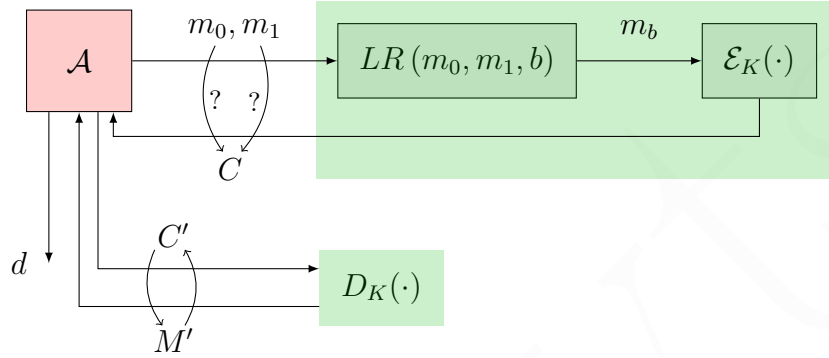 m_0, m_1
m_b
𝒜
LR (m_0, m_1, b)
ℰ_K(·)
? ?
C
C′
d
D_K(·)
M′